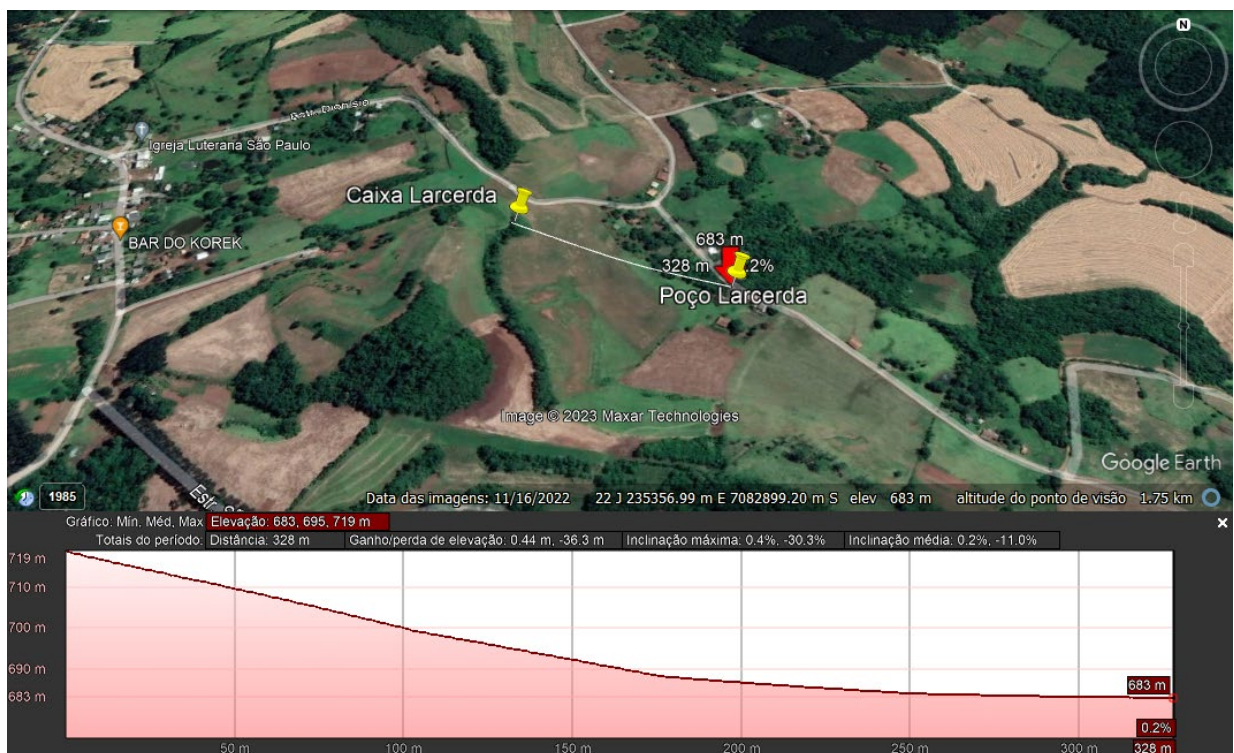 N
Igreja Luterana São Paulo
Caixa Larcerda
BAR DO KOREK
683 m
328 m
.2%
Poço Larcerda
Image © 2023 Maxar Technologies
Google Earth
1985
Data das imagens: 11/16/2022 22 J 235356.99 m E 7082899.20 m S elev 683 m altitude do ponto de visão 1.75 km
Gráfico: Mín, Méd, Max Elevação: 683, 695, 719 m
Totais do período: Distância: 328 m Ganho/perda de elevação: 0.44 m, -36.3 m Inclinação máxima: 0.4%, -30.3% Inclinação média: 0.2%, -11.0%
719 m
710 m
700 m
690 m
683 m
683 m
0.2%
50 m 100 m 150 m 200 m 250 m 300 m 328 m